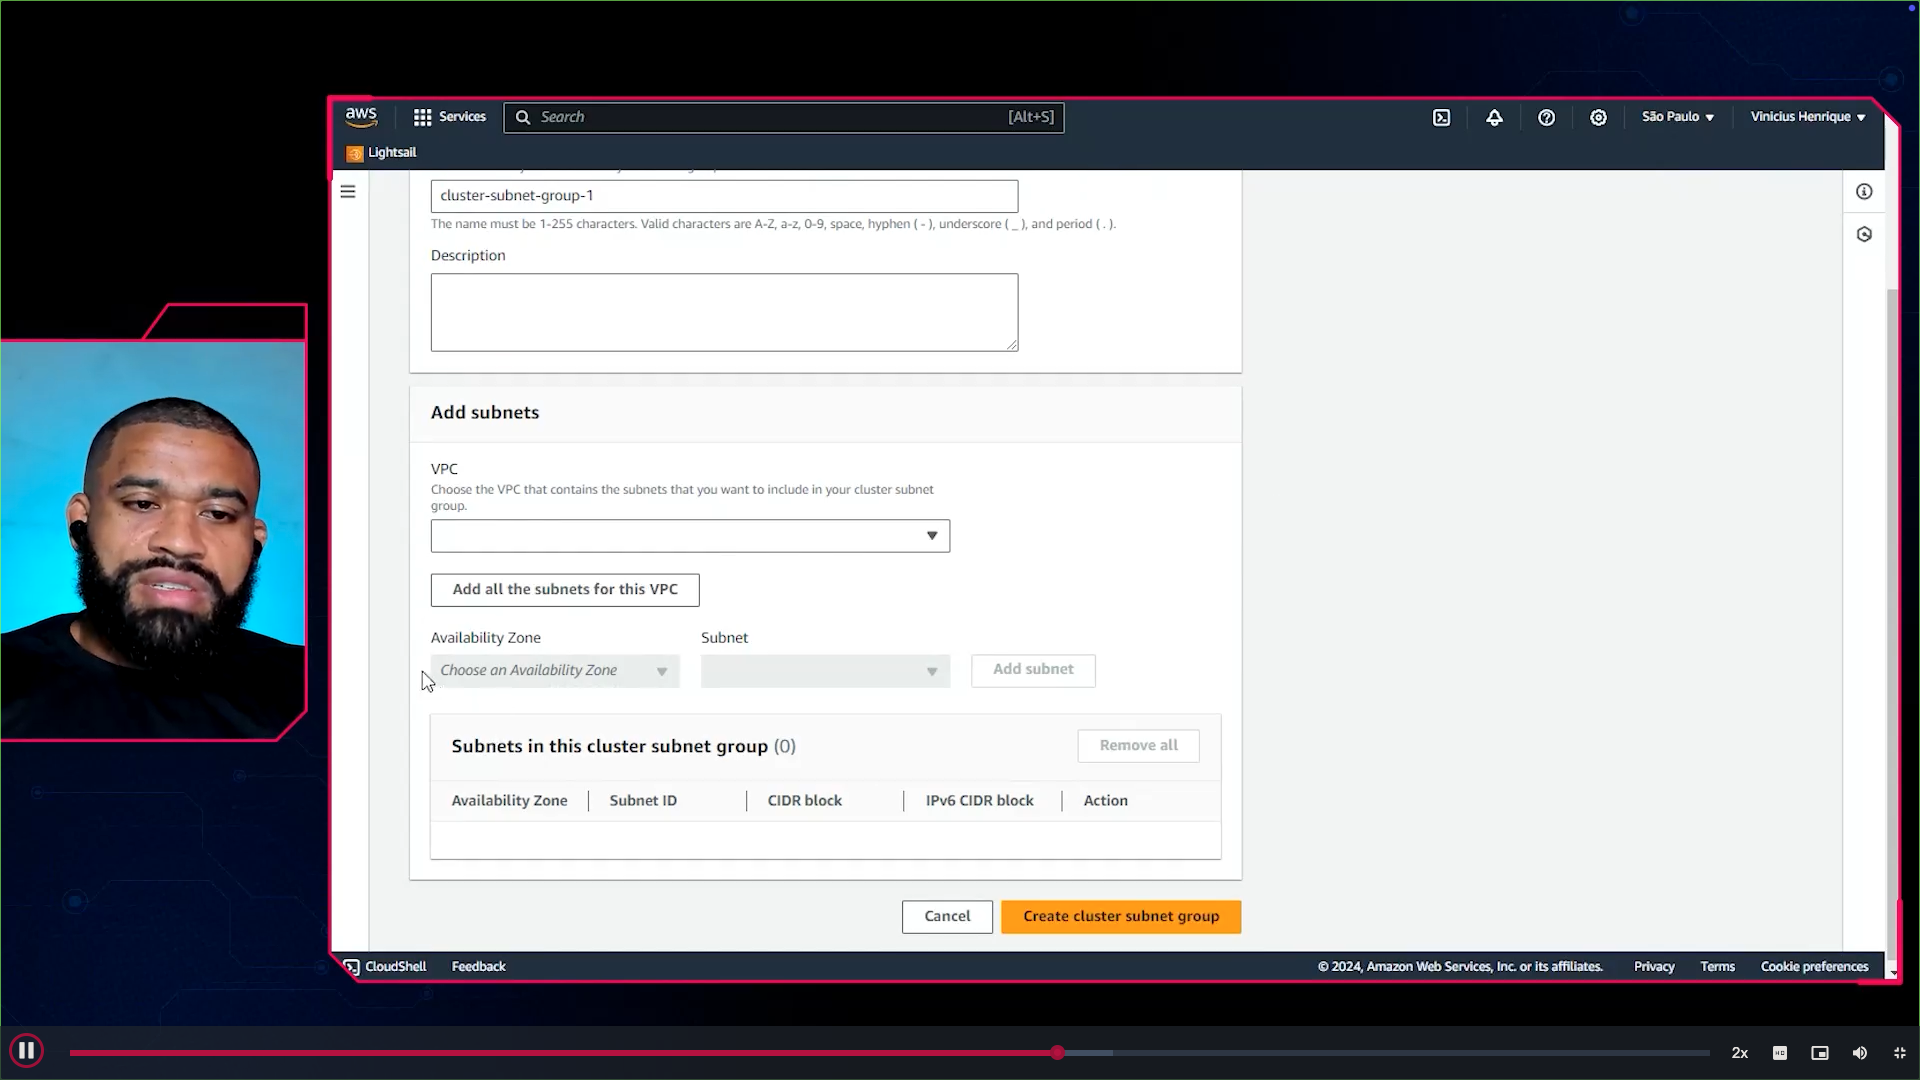 aws
Services
Search
[Alt+S]
São Paulo
Vinicius Henrique
Lightsail
cluster-subnet-group-1
The name must be 1-255 characters. Valid characters are A-Z, a-z, 0-9, space, hyphen ( - ), underscore ( _ ), and period ( . ).
Description
Add subnets
VPC
Choose the VPC that contains the subnets that you want to include in your cluster subnet
group.
Add all the subnets for this VPC
Availability Zone
Subnet
Choose an Availability Zone
Add subnet
Subnets in this cluster subnet group (0)
Remove all
Availability Zone
Subnet ID
CIDR block
IPv6 CIDR block
Action
Cancel
Create cluster subnet group
CloudShell
Feedback
© 2024, Amazon Web Services, Inc. or its affiliates.
Privacy
Terms
Cookie preferences
2x
HD